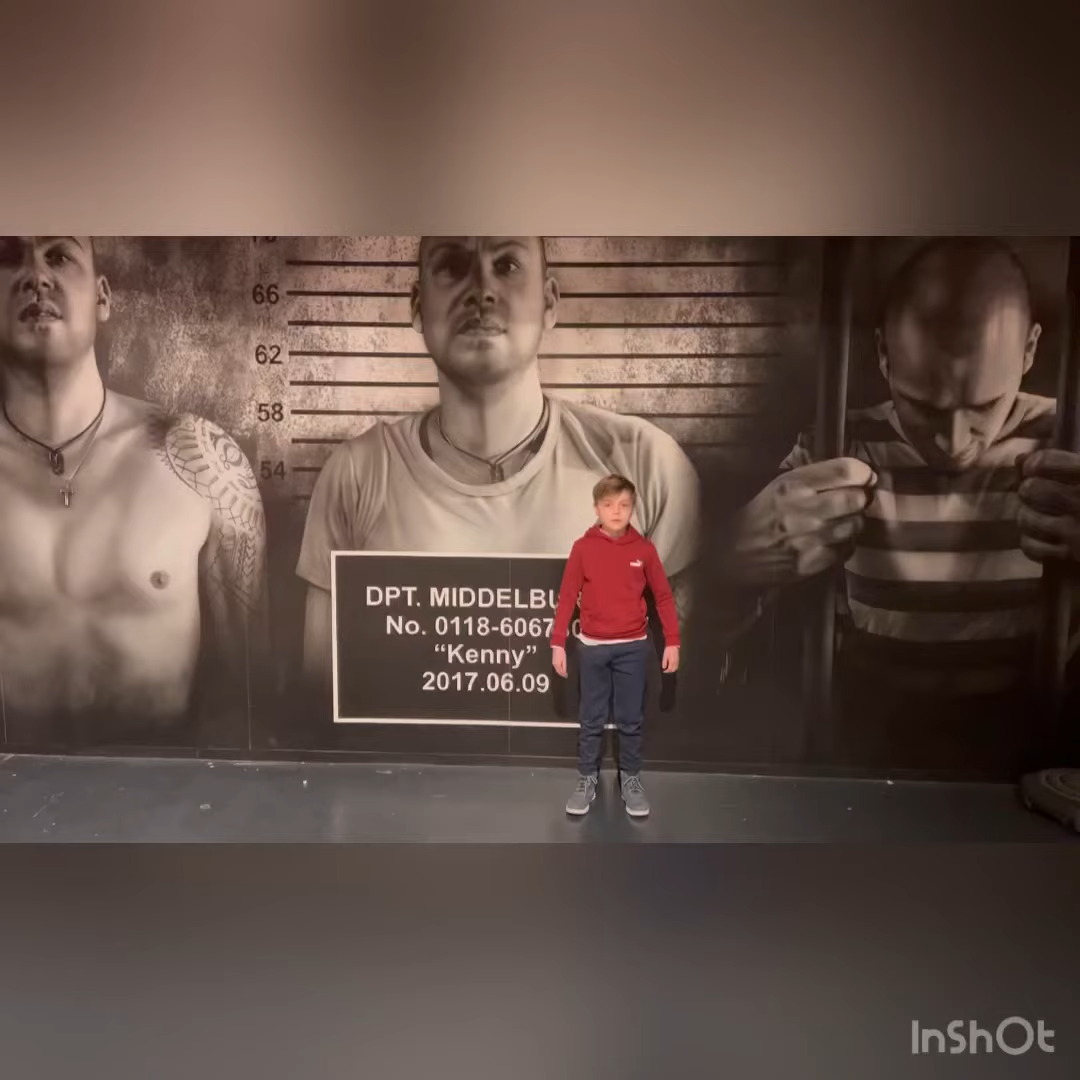 66
62
58
54
DPT. MIDDELBU
No. 0118-6067
“Kenny”
2017.06.09
InShOt